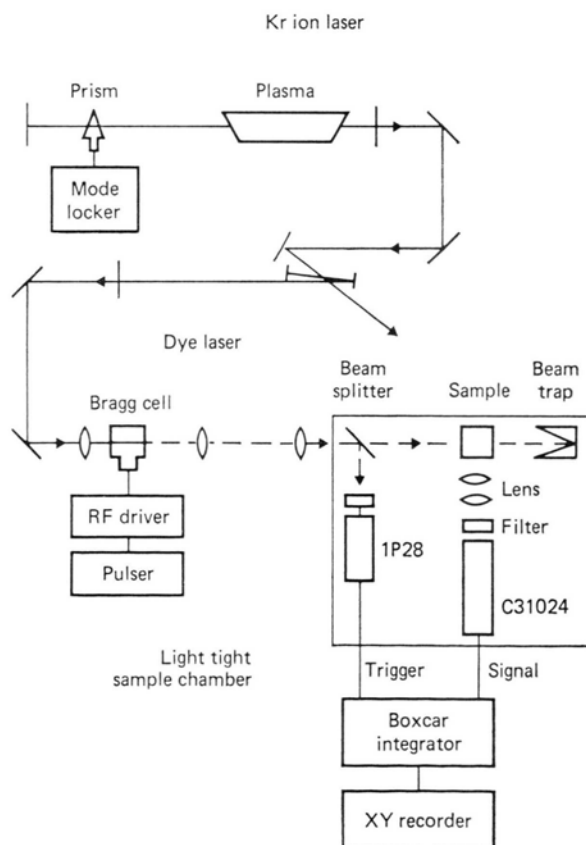 Kr ion laser
Prism
Plasma
Mode
locker
Dye laser
Beam
splitter
Sample
Beam
trap
Bragg cell
Lens
RF driver
Filter
1P28
Pulser
C31024
Light tight
sample chamber
Trigger
Signal
Boxcar
integrator
XY recorder